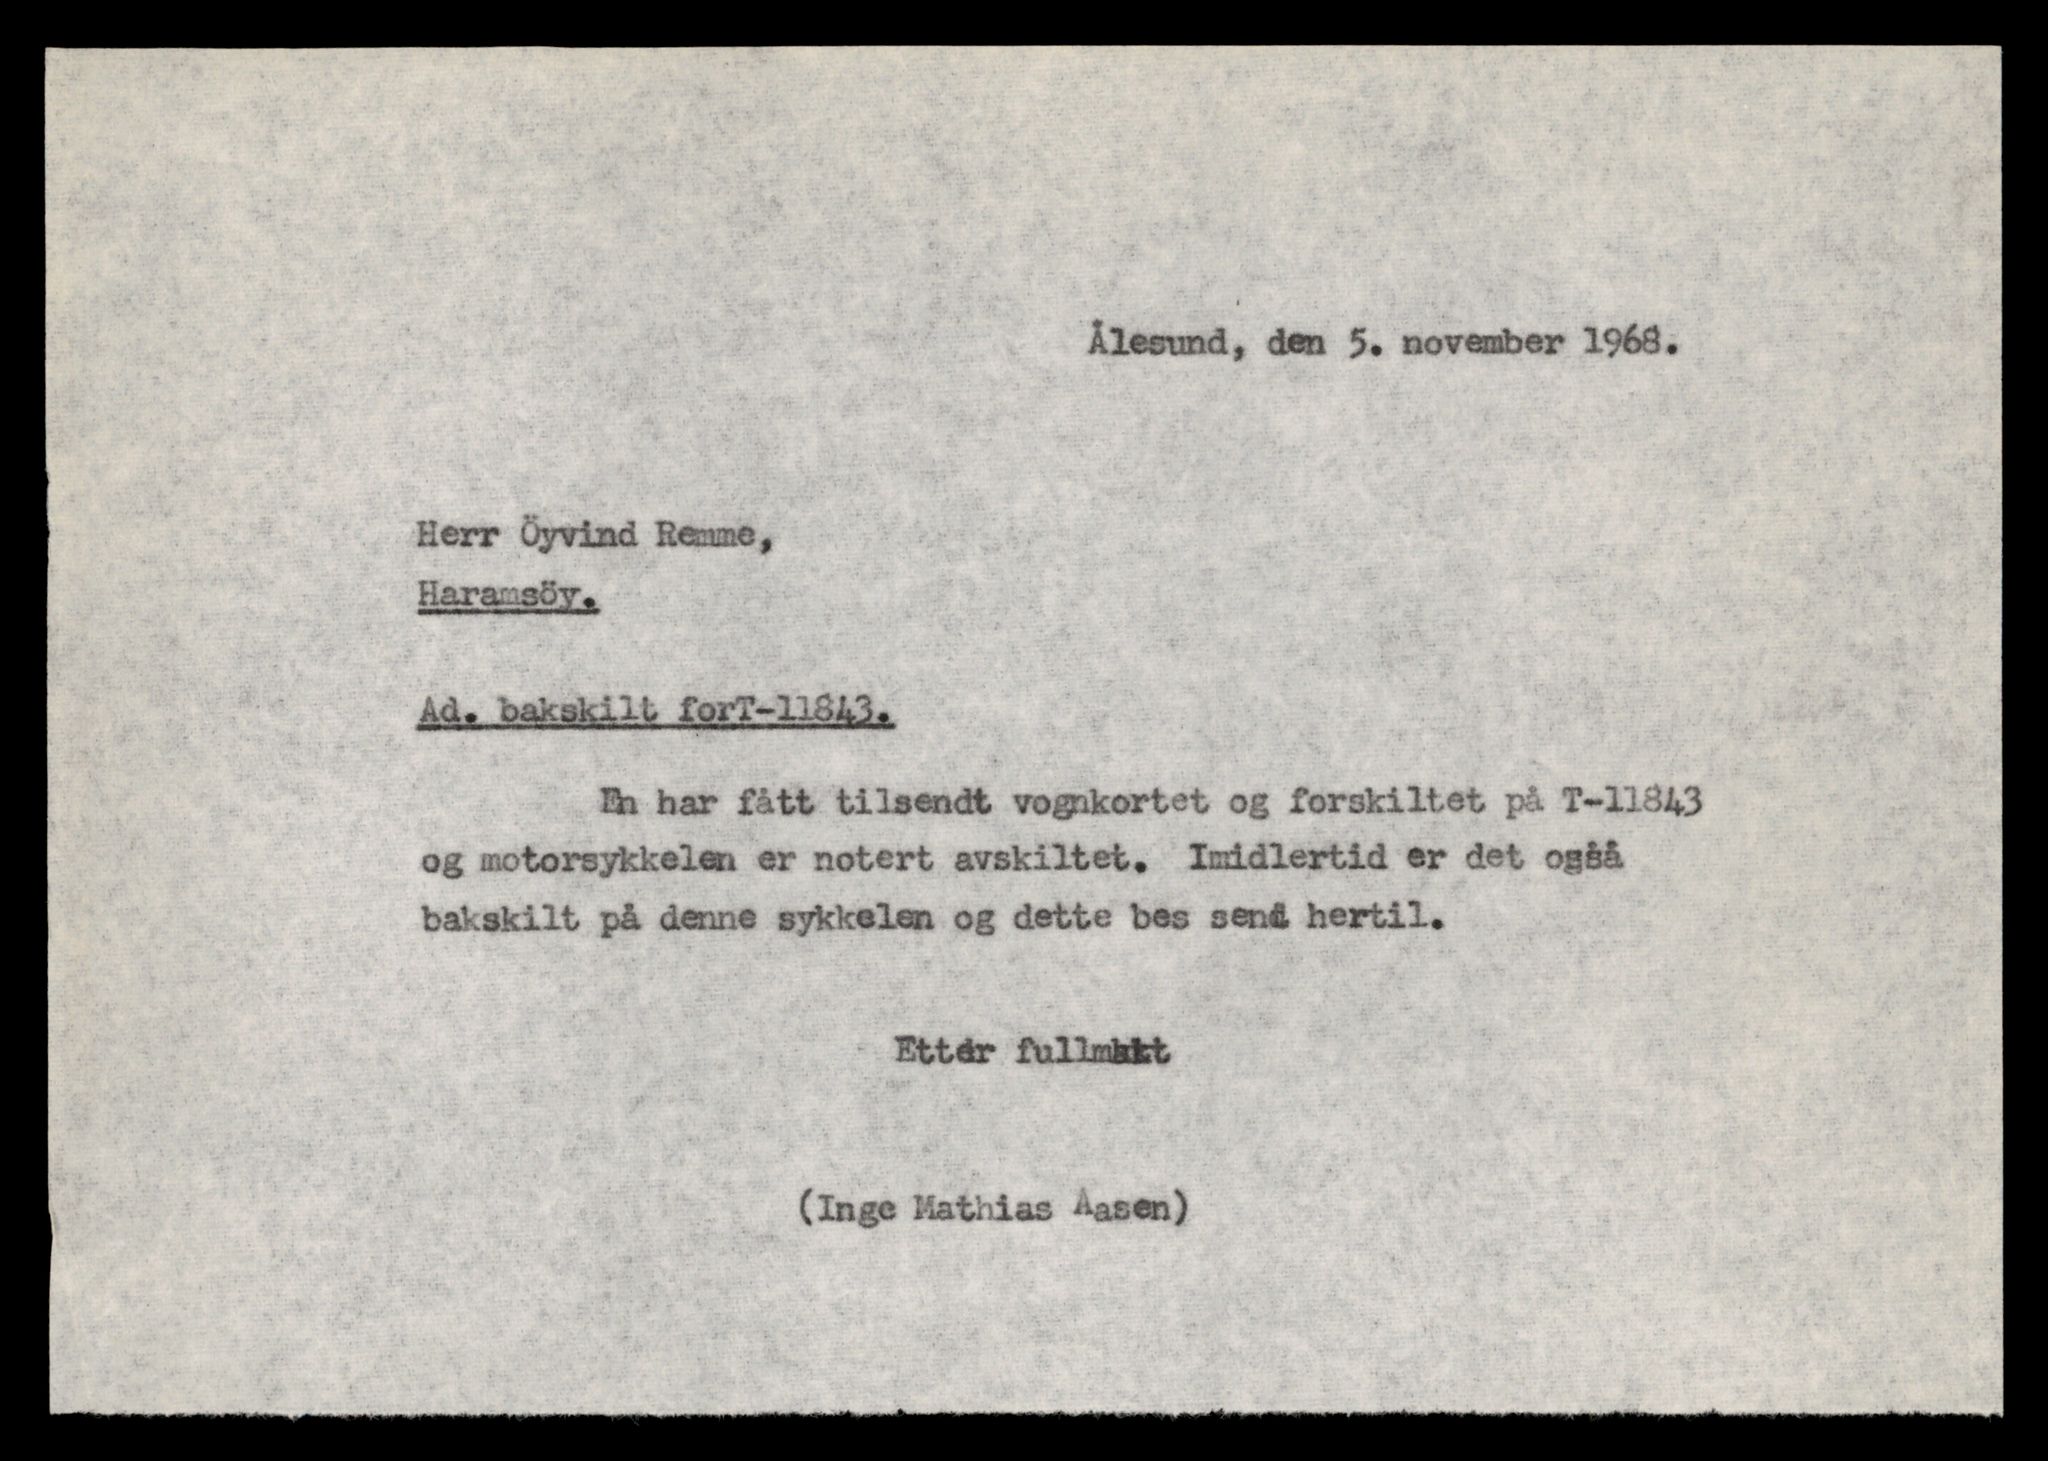 Ålesund, den 5. november 1968.
Herr Öyvind Remme,
Haramsöy.
Ad. bakskilt forT-11843.
En har fått tilsendt vognkortet og forskiltet på T-11843
og motorsykkelen er notert avskiltet. Imidlertid er det også
bakskilt på denne sykkelen og dette bes send hertil.
Etter fullmakt
(Inge Mathias Aasen)